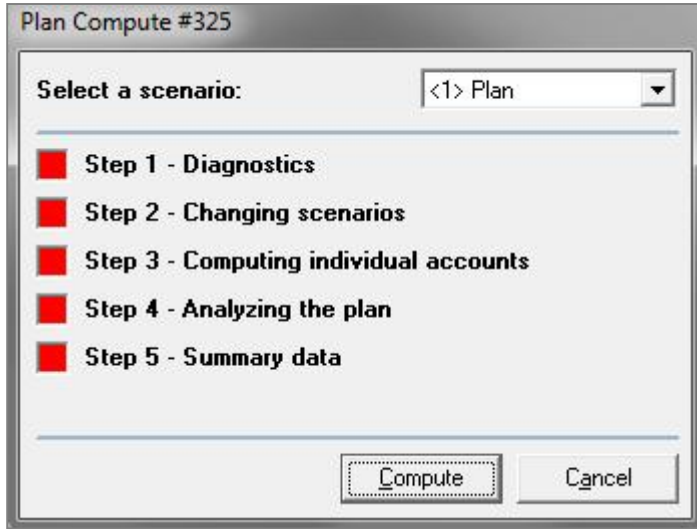 Plan Compute #325
Select a scenario: <1> Plan
Step 1 - Diagnostics
Step 2 - Changing scenarios
Step 3 - Computing individual accounts
Step 4 - Analyzing the plan
Step 5 - Summary data
Compute Cancel